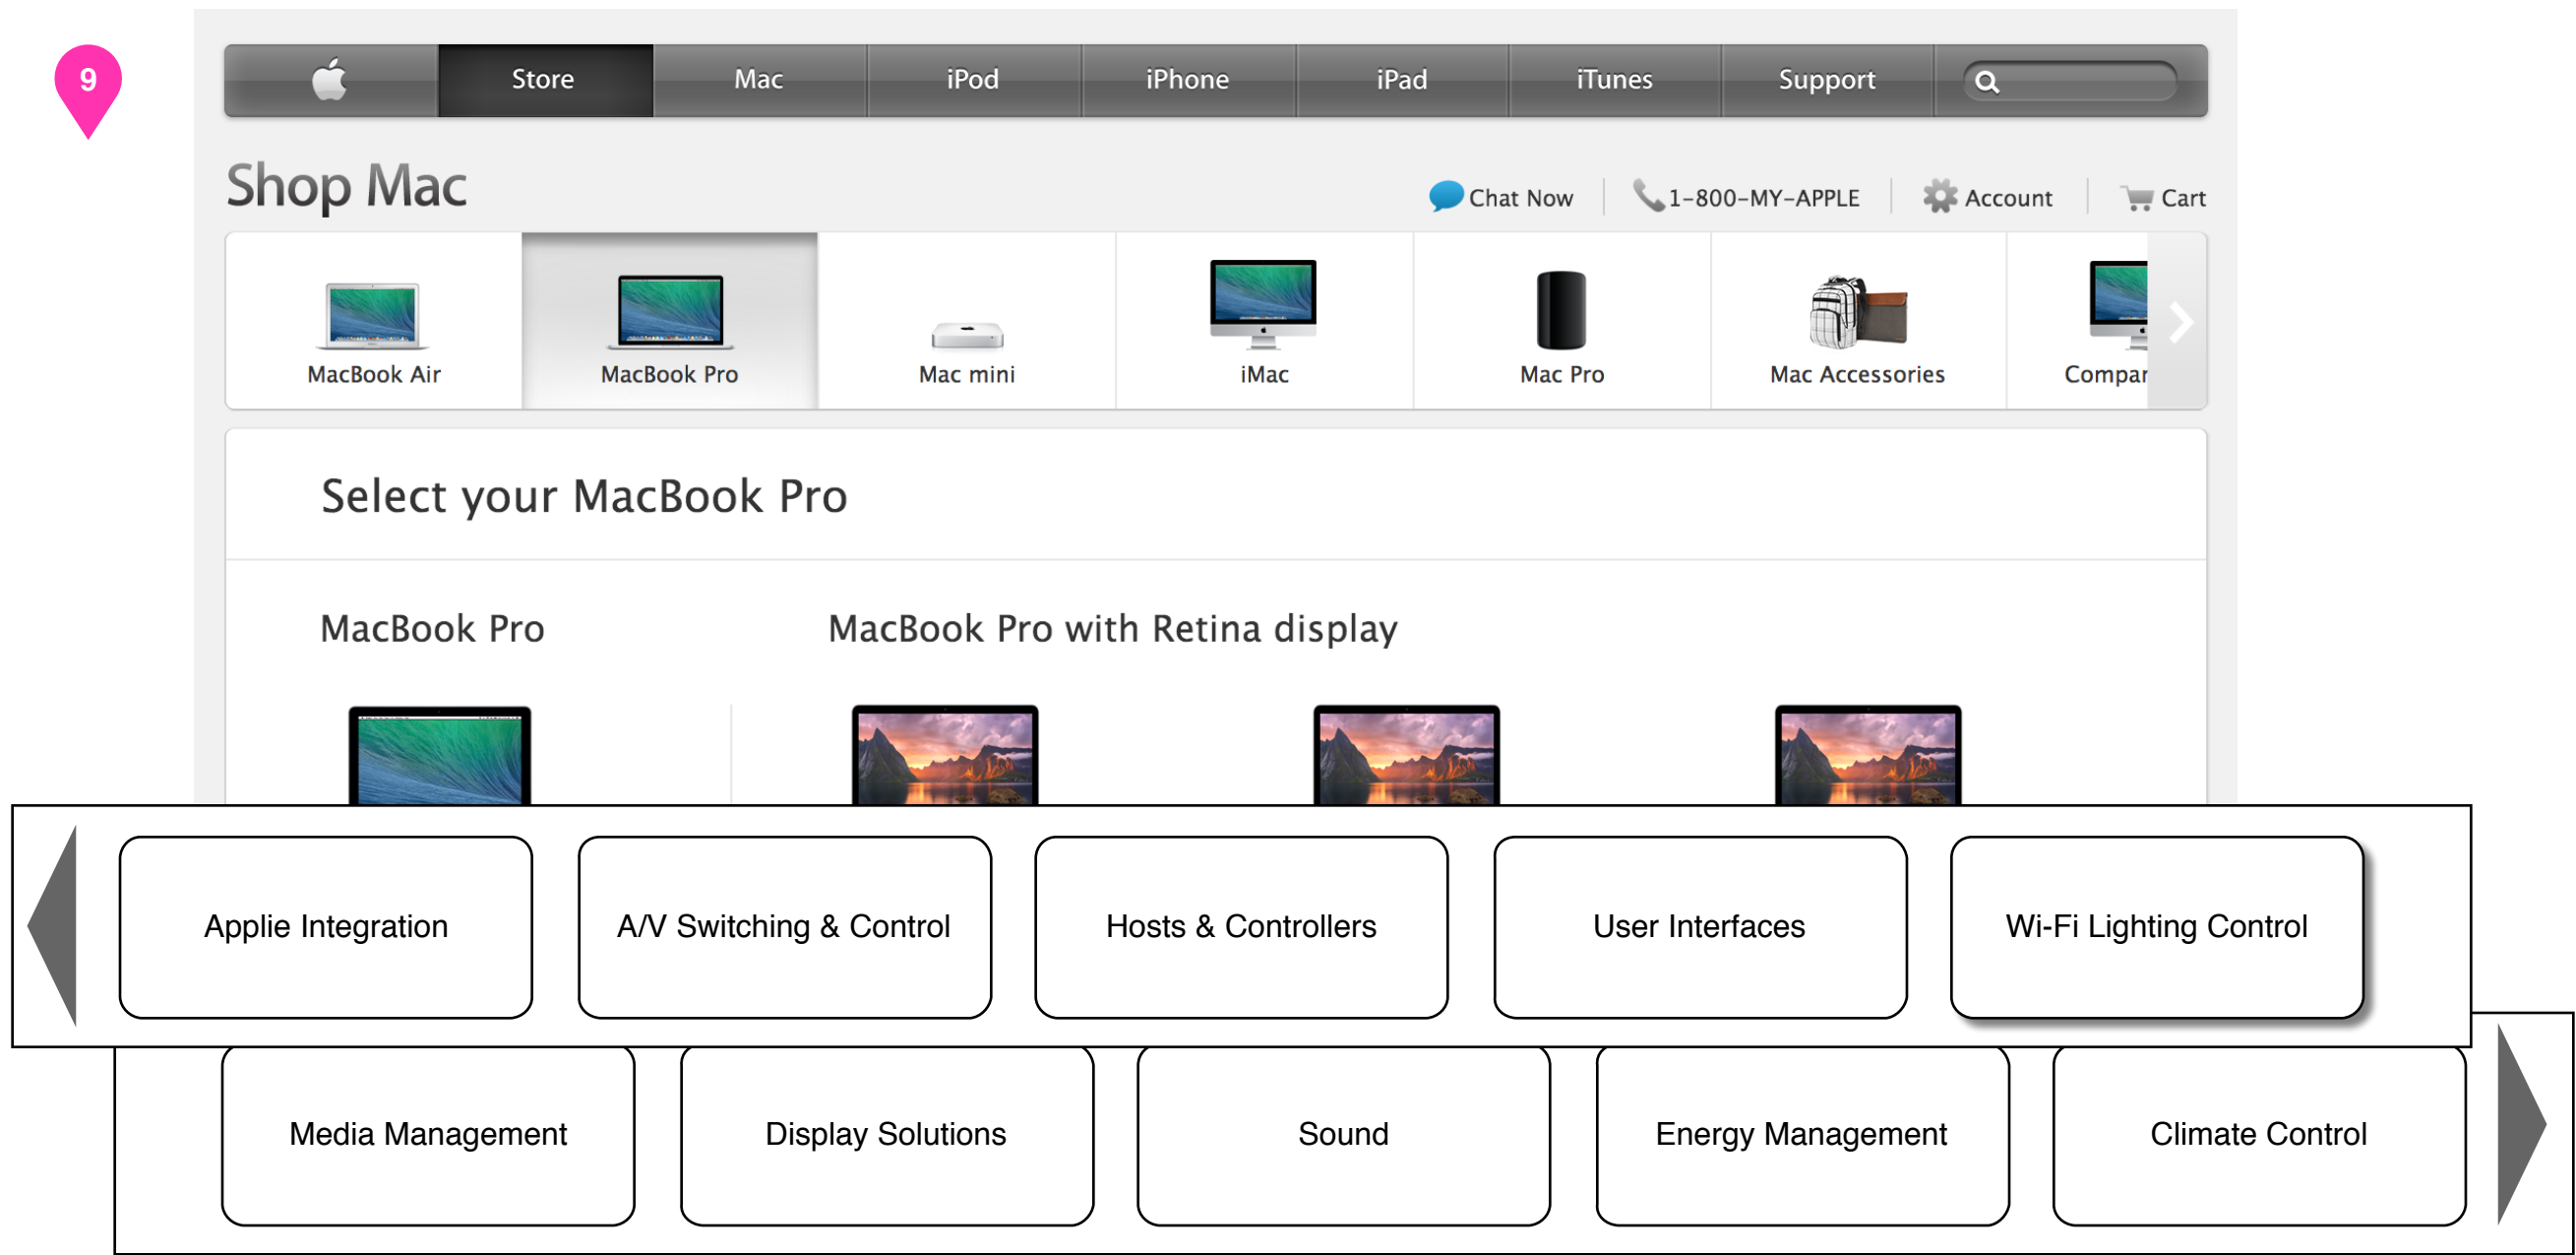 9
Store Mac iPod iPhone iPad iTunes Support
Shop Mac
Chat Now 1-800-MY-APPLE Account Cart
MacBook Air MacBook Pro Mac mini iMac Mac Pro Mac Accessories Compar
Select your MacBook Pro
MacBook Pro MacBook Pro with Retina display
Applie Integration A/V Switching & Control Hosts & Controllers User Interfaces Wi-Fi Lighting Control
Media Management Display Solutions Sound Energy Management Climate Control